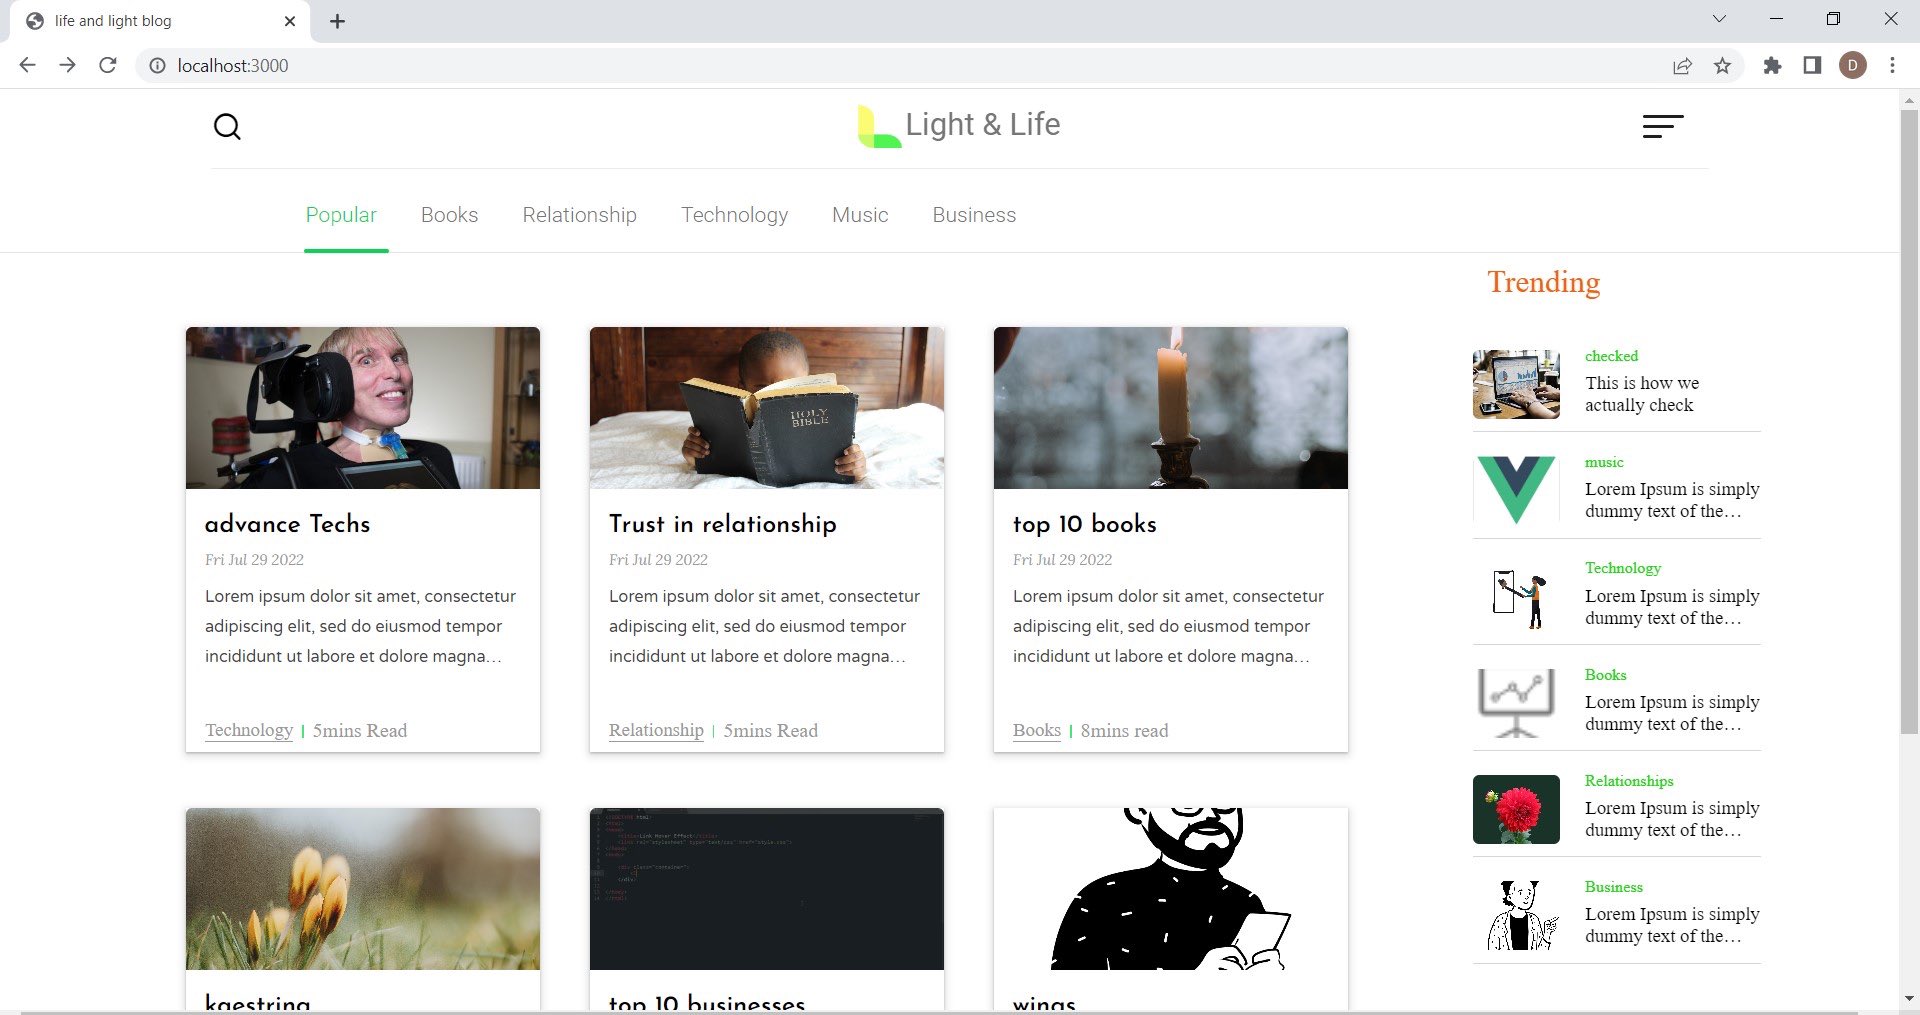 life and light blog
localhost:3000
D
Light & Life
Popular Books Relationship Technology Music Business
Trending
HOLY
BIBLE
advance Techs
Fri Jul 29 2022
Lorem ipsum dolor sit amet, consectetur
adipiscing elit, sed do eiusmod tempor
incididunt ut labore et dolore magna...
Technology | 5mins Read
Trust in relationship
Fri Jul 29 2022
Lorem ipsum dolor sit amet, consectetur
adipiscing elit, sed do eiusmod tempor
incididunt ut labore et dolore magna...
Relationship | 5mins Read
top 10 books
Fri Jul 29 2022
Lorem ipsum dolor sit amet, consectetur
adipiscing elit, sed do eiusmod tempor
incididunt ut labore et dolore magna...
Books | 8mins read
kaestring
top 10 businesses
wings
checked
This is how we
actually check
music
Lorem Ipsum is simply
dummy text of the...
Technology
Lorem Ipsum is simply
dummy text of the...
Books
Lorem Ipsum is simply
dummy text of the...
Relationships
Lorem Ipsum is simply
dummy text of the...
Business
Lorem Ipsum is simply
dummy text of the...